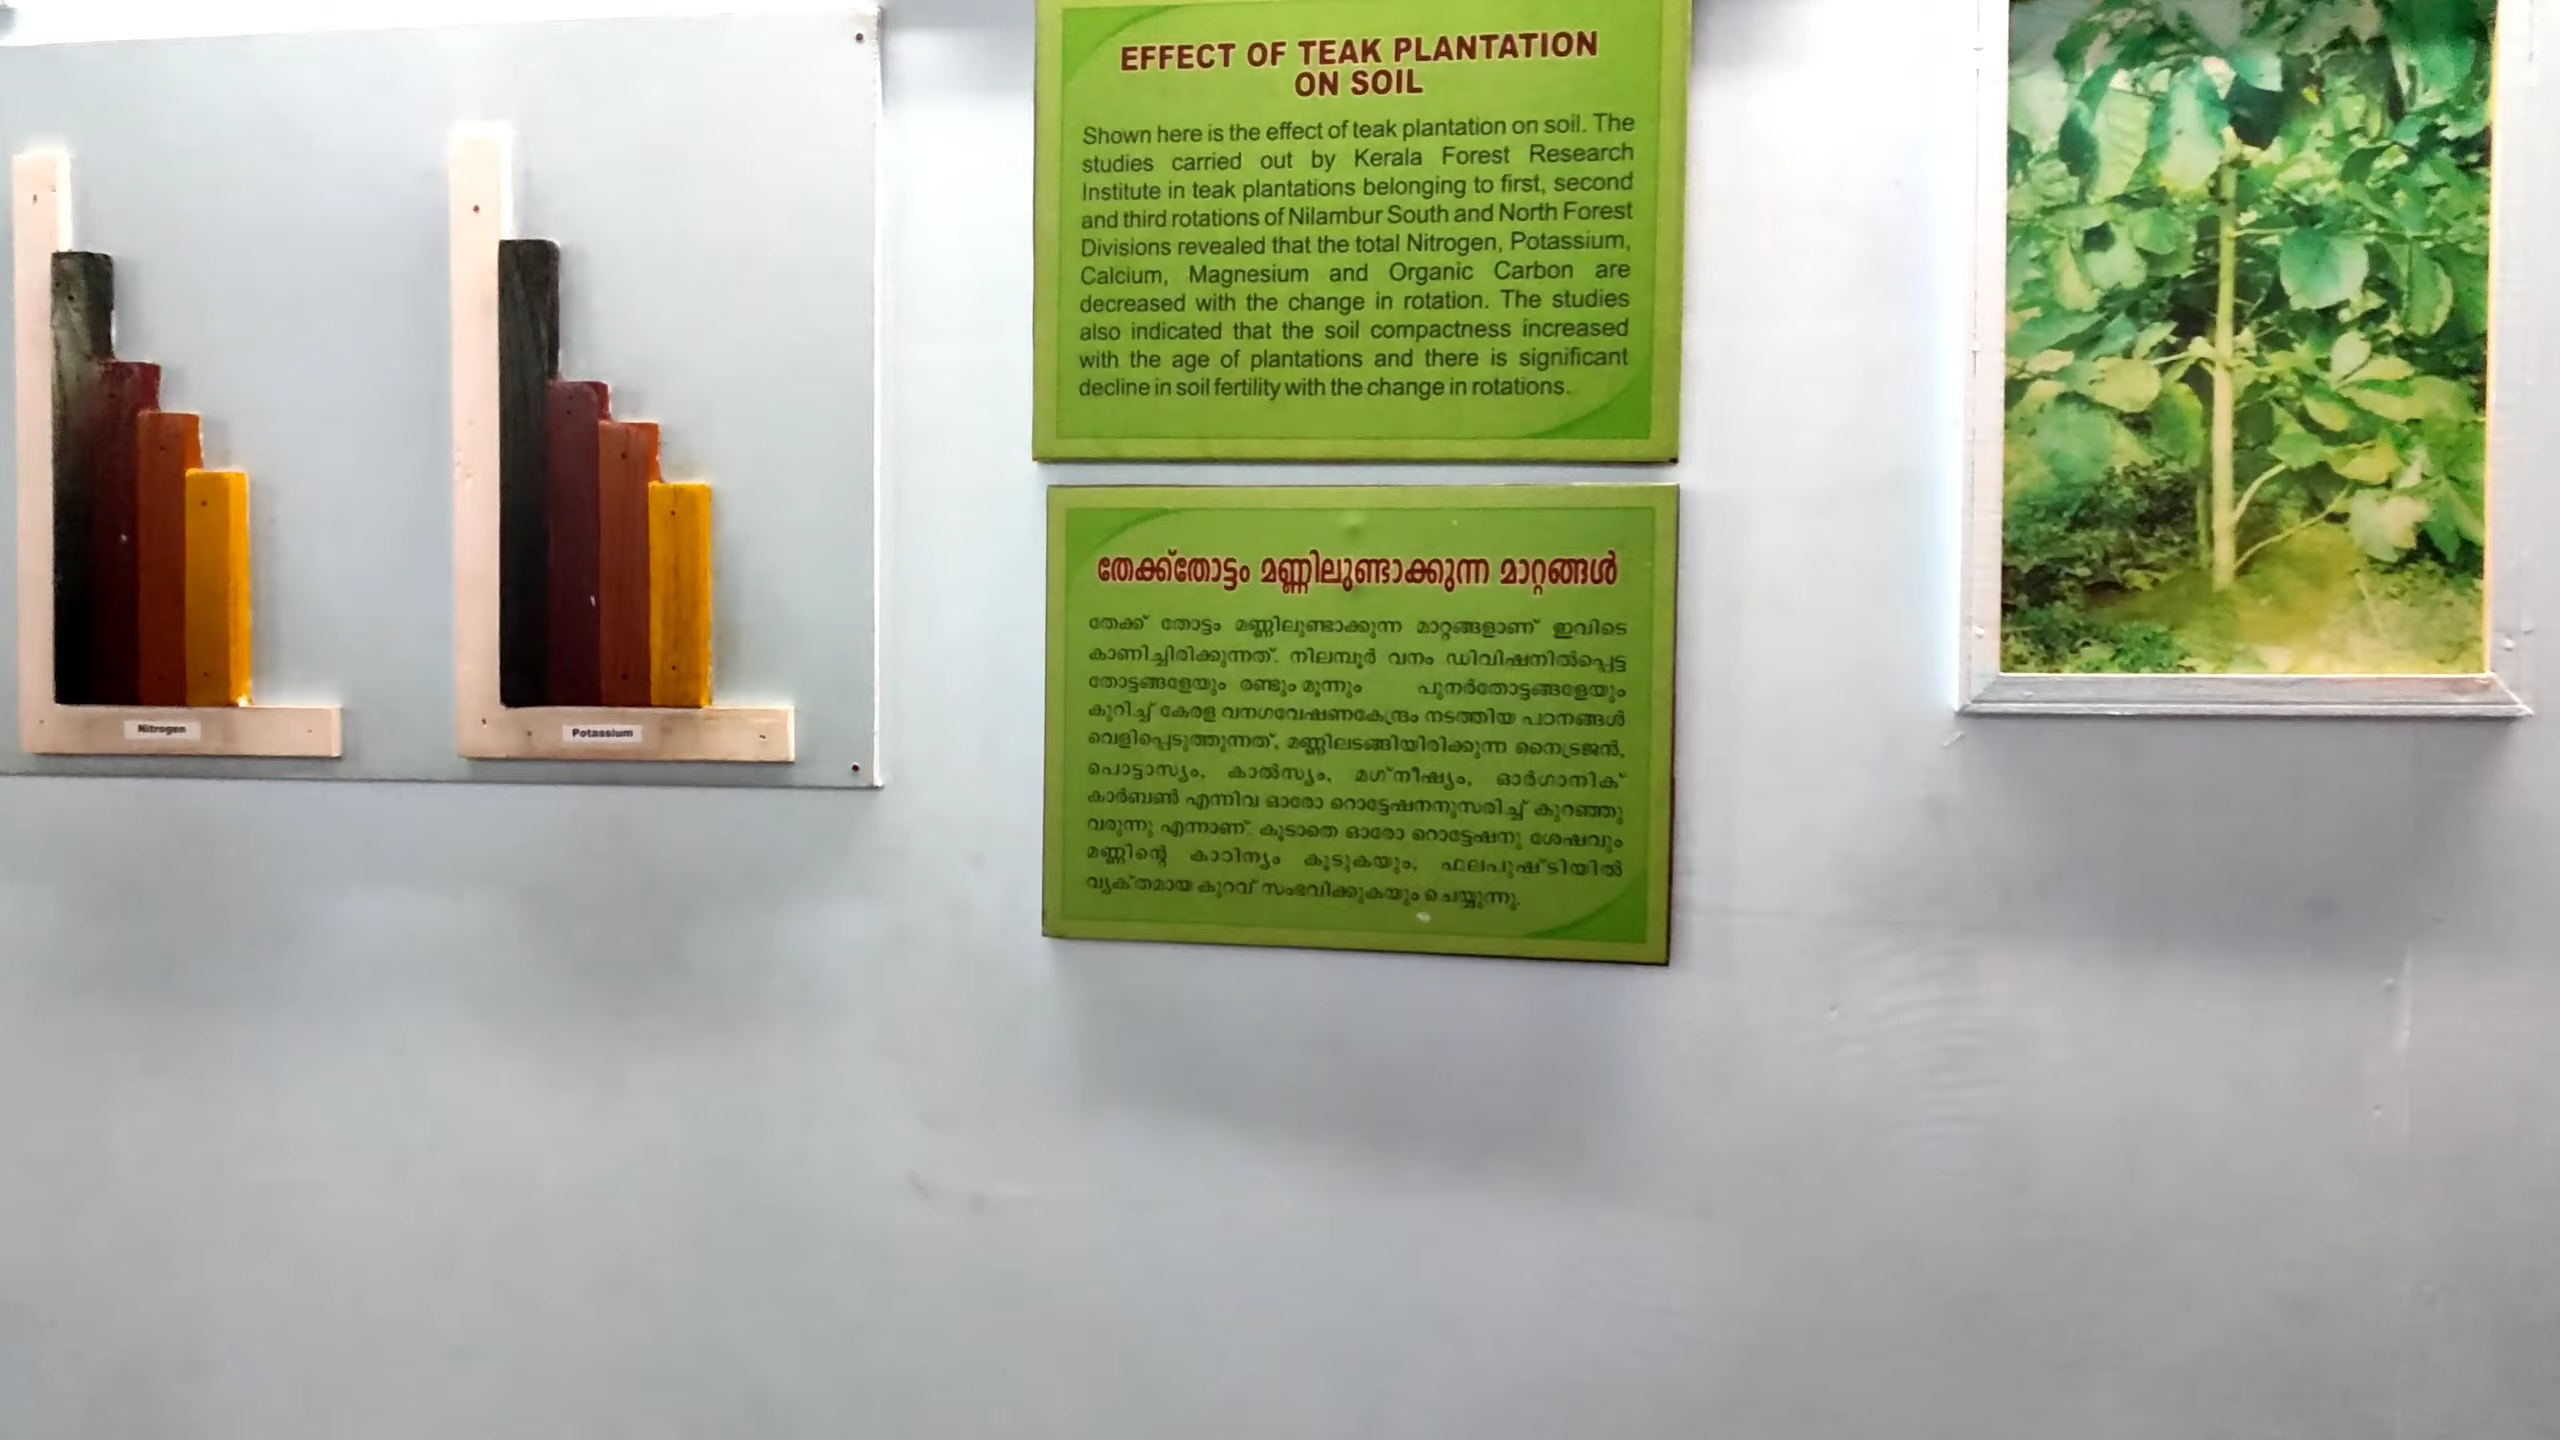 Nitrogen
Potassium
EFFECT OF TEAK PLANTATION
ON SOIL
Shown here is the effect of teak plantation on soil. The
studies carried out by Kerala Forest Research
Institute in teak plantations belonging to first, second
and third rotations of Nilambur South and North Forest
Divisions revealed that the total Nitrogen, Potassium,
Calcium, Magnesium and Organic Carbon are
decreased with the change in rotation. The studies
also indicated that the soil compactness increased
with the age of plantations and there is significant
decline in soil fertility with the change in rotations.
തേക്ക്തോട്ടം മണ്ണിലുണ്ടാക്കുന്ന മാറ്റങ്ങൾ
തേക്ക് തോട്ടം മണ്ണിലുണ്ടാക്കുന്ന മാറ്റങ്ങളാണ് ഇവിടെ
കാണിച്ചിരിക്കുന്നത്. നിലമ്പൂർ വനം ഡിവിഷനിൽപ്പെട്ട
തോട്ടങ്ങളേയും രണ്ടും മൂന്നും പുനർതോട്ടങ്ങളേയും
കുറിച്ച് കേരള വനഗവേഷണകേന്ദ്രം നടത്തിയ പഠനങ്ങൾ
വെളിപ്പെടുത്തുന്നത്, മണ്ണിലടങ്ങിയിരിക്കുന്ന നൈട്രജൻ,
പൊട്ടാസ്യം, കാൽസ്യം, മഗ്‌നീഷ്യം, ഓർഗാനിക്
കാർബൺ എന്നിവ ഓരോ റൊട്ടേഷനനുസരിച്ച് കുറഞ്ഞു
വരുന്നു എന്നാണ്. കൂടാതെ ഓരോ റൊട്ടേഷനു ശേഷവും
മണ്ണിന്റെ കാഠിന്യം കൂടുകയും, ഫലപുഷ്ടിയിൽ
വ്യക്തമായ കുറവ് സംഭവിക്കുകയും ചെയ്യുന്നു.